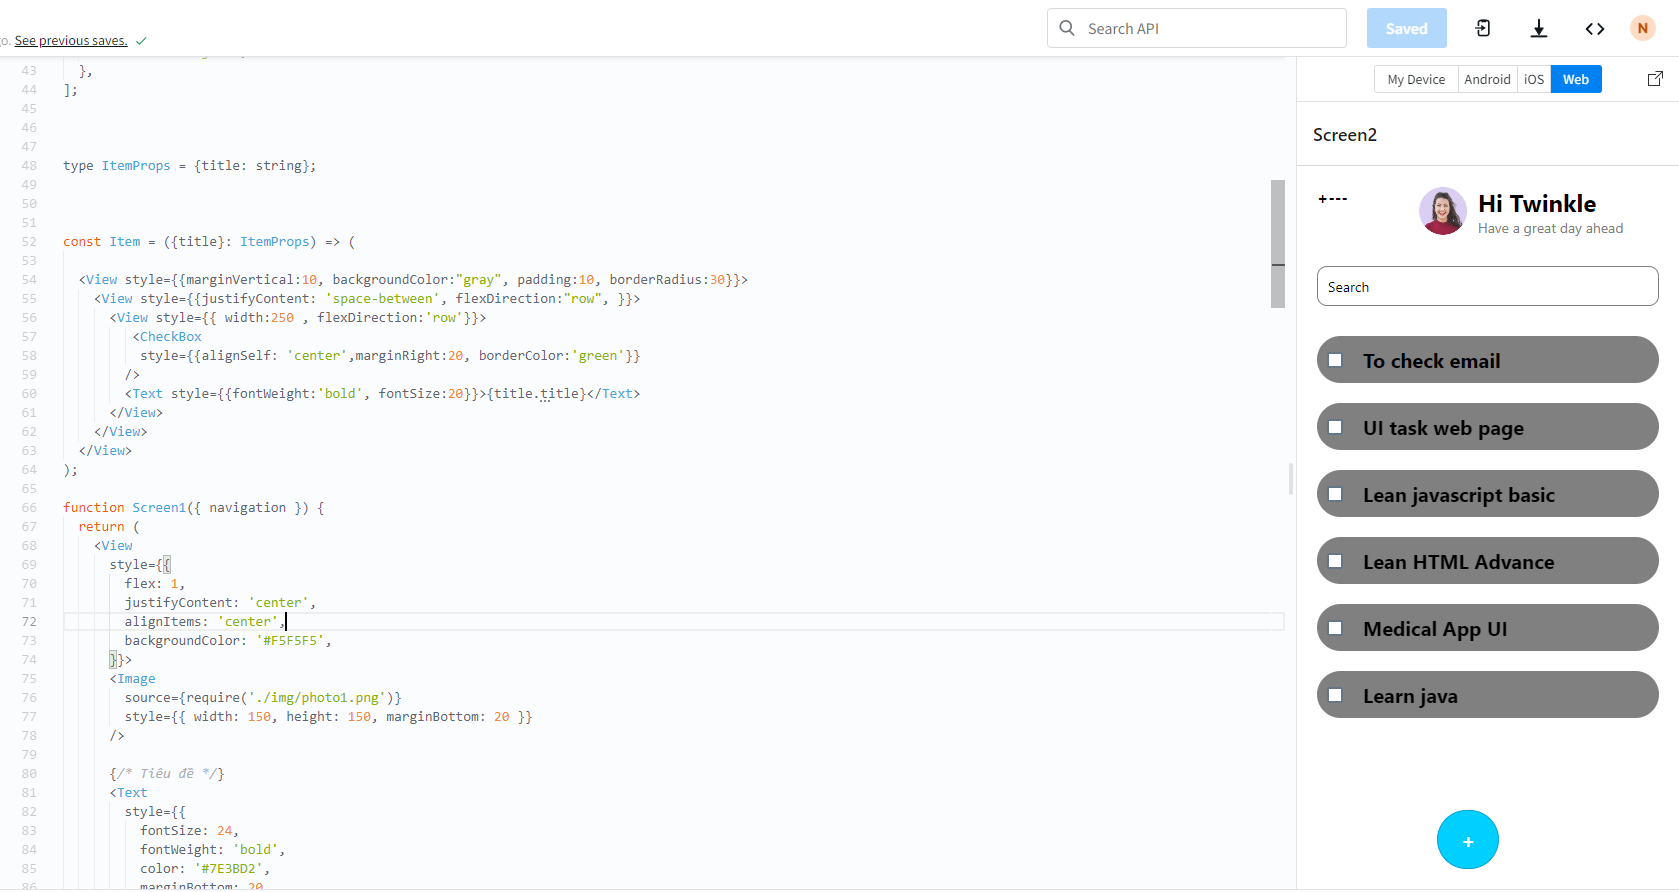 go. See previous saves.
Search API
Saved
N
43 },
44 ];
45
46
47
48 type ItemProps = {title: string};
49
50
51
52 const Item = ({title}: ItemProps) => (
53
54 <View style={{marginVertical:10, backgroundColor:"gray", padding:10, borderRadius:30}}>
55 <View style={{justifyContent: 'space-between', flexDirection:"row", }}>
56 <View style={{ width:250 , flexDirection:'row'}}>
57 <CheckBox
58 style={{alignSelf: 'center',marginRight:20, borderColor:'green'}}
59 />
60 <Text style={{fontWeight:'bold', fontSize:20}}>{title.title}</Text>
61 </View>
62 </View>
63 </View>
64 );
65
66 function Screen1({ navigation }) {
67 return (
68 <View
69 style={{
70 flex: 1,
71 justifyContent: 'center',
72 alignItems: 'center',
73 backgroundColor: '#F5F5F5',
74 }}>
75 <Image
76 source={require('./img/photo1.png')}
77 style={{ width: 150, height: 150, marginBottom: 20 }}
78 />
79
80 {/* Tiêu đề */}
81 <Text
82 style={{
83 fontSize: 24,
84 fontWeight: 'bold',
85 color: '#7E3BD2',
86 marginBottom: 20
My Device Android iOS Web
Screen2
+---
Hi Twinkle
Have a great day ahead
Search
To check email
UI task web page
Lean javascript basic
Lean HTML Advance
Medical App UI
Learn java
+